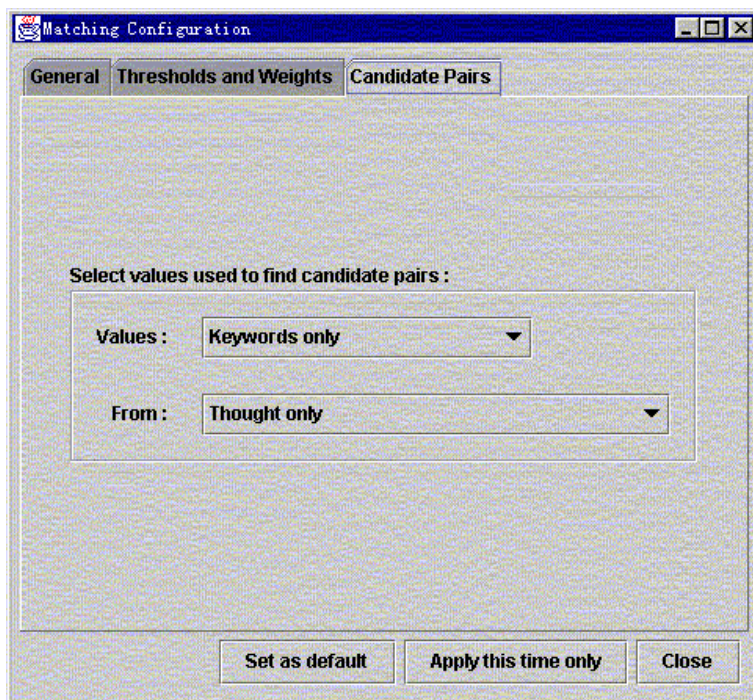 Matching Configuration
General Thresholds and Weights Candidate Pairs
Select values used to find candidate pairs :
Values : Keywords only
From : Thought only
Set as default Apply this time only Close